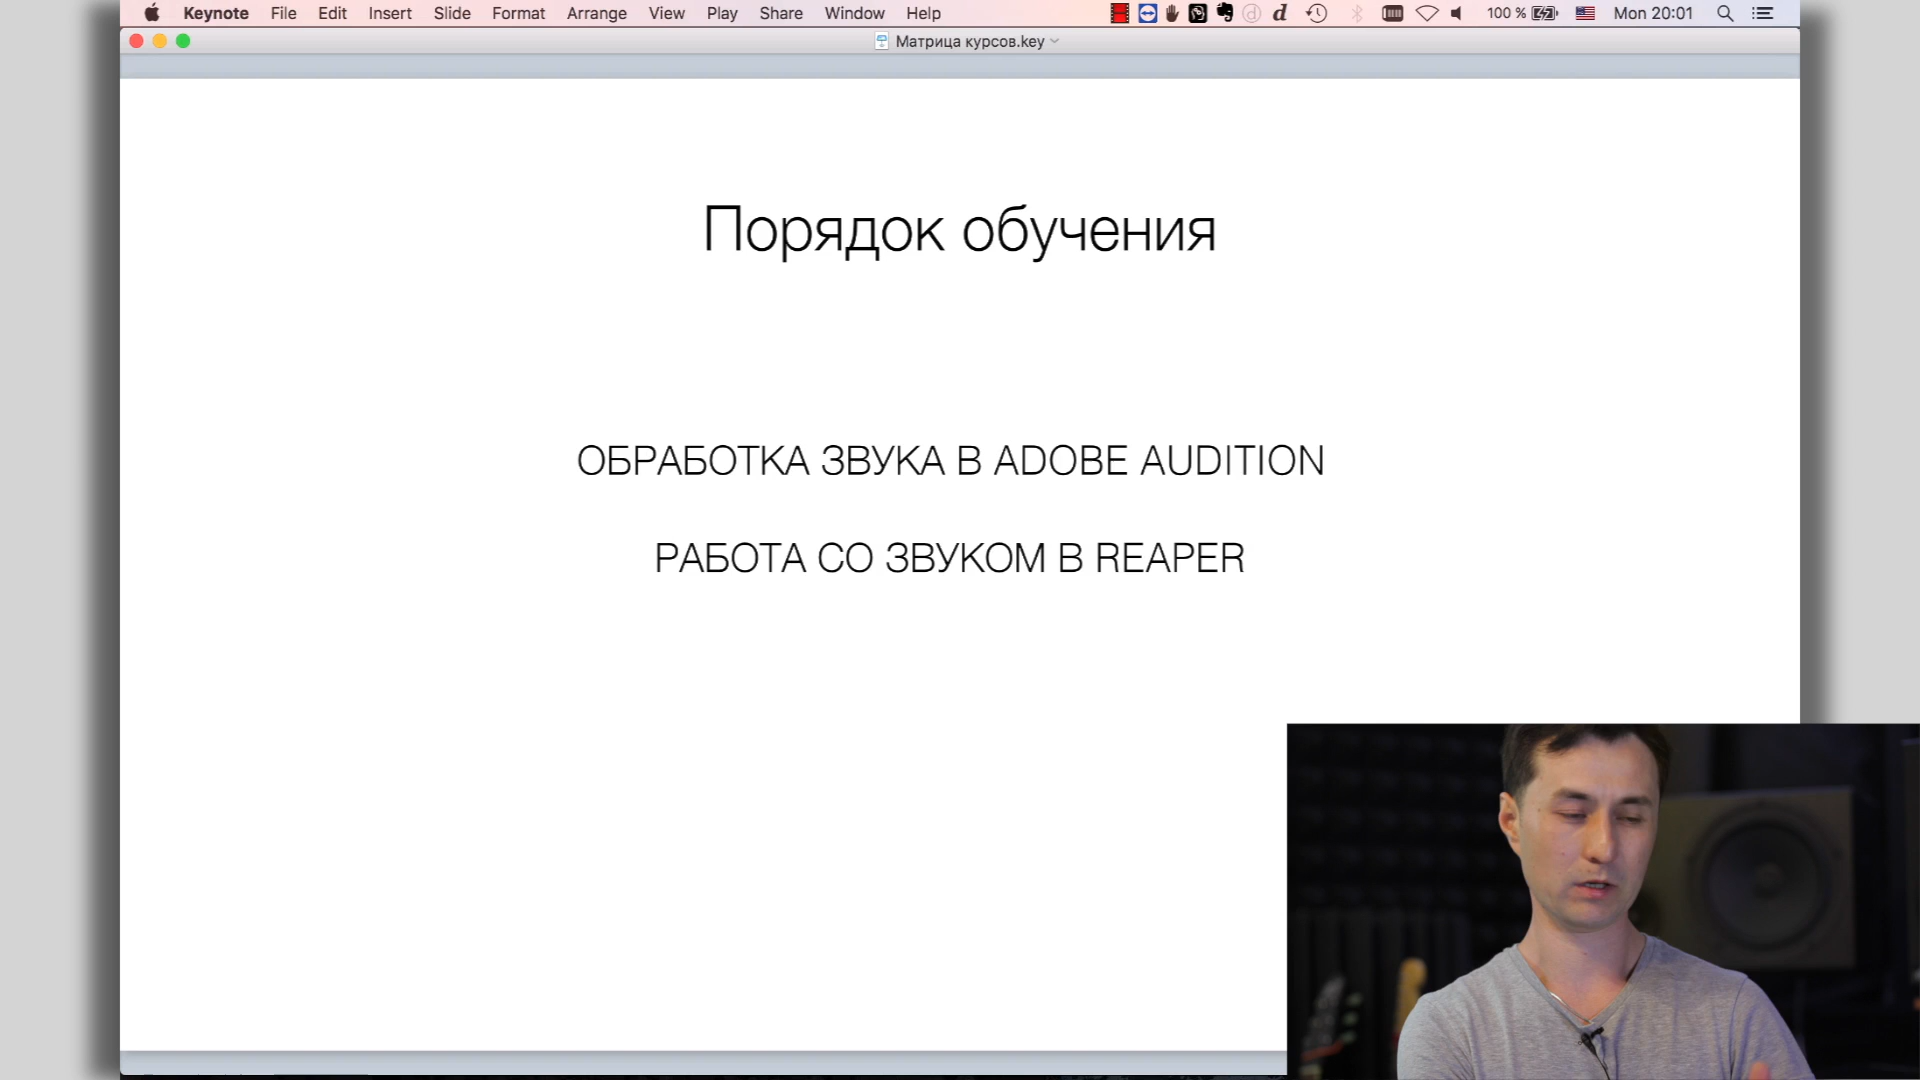 Keynote File Edit Insert Slide Format Arrange View Play Share Window Help 100 % Mon 20:01
Матрица курсов.key
Порядок обучения
ОБРАБОТКА ЗВУКА В ADOBE AUDITION
РАБОТА СО ЗВУКОМ В REAPER